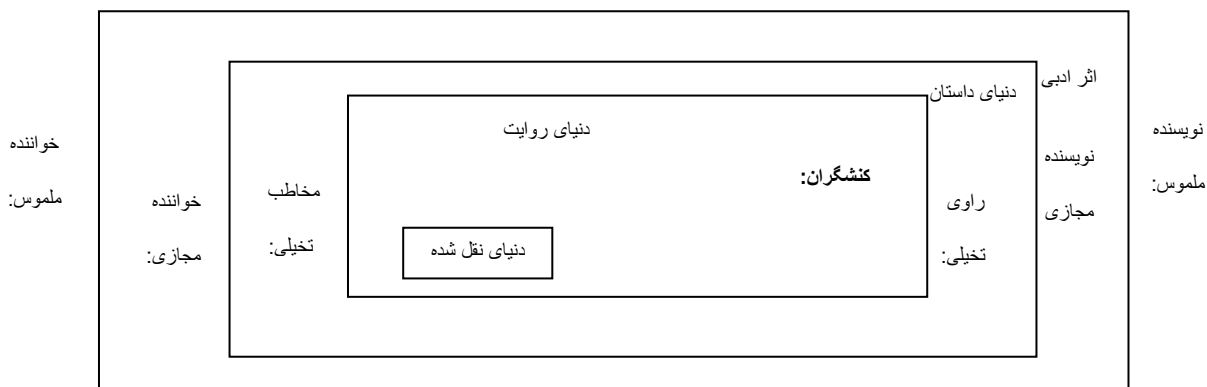 اثر ادبی
دنیای داستان
دنیای روایت
نویسنده
ملموس:
نویسنده
مجازی
راوی
تخیلی:
کنشگران:
دنیای نقل شده
مخاطب
تخیلی:
خواننده
مجازی:
خواننده
ملموس: